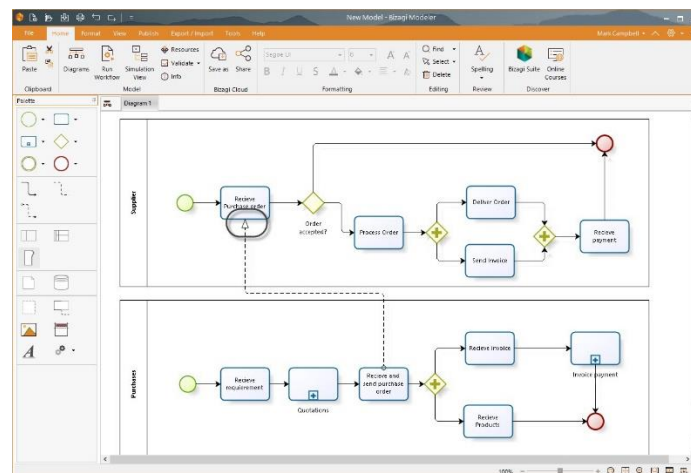 New Model - Bizagi Modeler
File Home Format View Publish Export / Import Tools Help
Mark Campbell
Paste
Clipboard
Diagrams
Run Workflow
Simulation View
Resources
Validate
Info
Model
Save as
Share
Bizagi Cloud
Segoe UI
B I U S A
Formatting
Find
Select
Delete
Editing
Spelling
Review
Bizagi Suite
Online Courses
Discover
Palette
Diagram 1
Supplier
Recieve
Purchase order
Order
accepted?
Process Order
Deliver Order
Send Invoice
Recieve
payment
Purchases
Recieve
requirement
Quotations
Recieve and
send purchase
order
Recieve Invoice
Recieve
Products
Invoice payment
100%